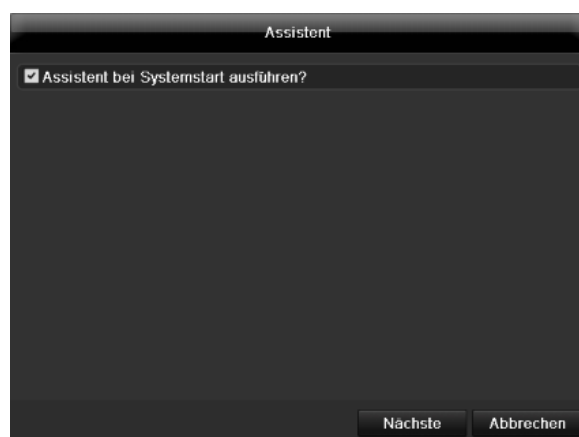 Assistent
Assistent bei Systemstart ausführen?
Nächste Abbrechen